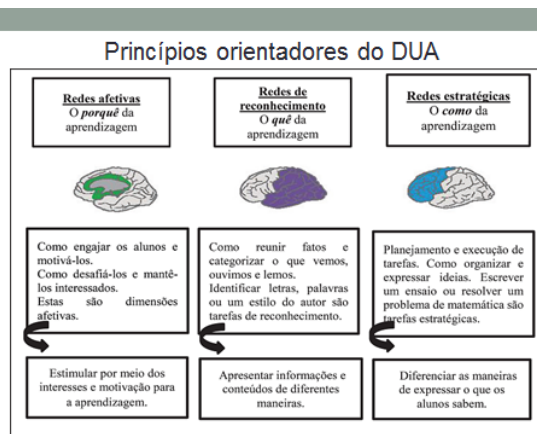 Princípios orientadores do DUA
Redes afetivas
O porquê da
aprendizagem
Redes de
reconhecimento
O quê da
aprendizagem
Redes estratégicas
O como da
aprendizagem
Como engajar os alunos e
motivá-los.
Como desafiá-los e mantê-
los interessados.
Estas são dimensões
afetivas.
Como reunir fatos e
categorizar o que vemos,
ouvimos e lemos.
Identificar letras, palavras
ou um estilo do autor são
tarefas de reconhecimento.
Planejamento e execução de
tarefas. Como organizar e
expressar ideias. Escrever
um ensaio ou resolver um
problema de matemática são
tarefas estratégicas.
Estimular por meio dos
interesses e motivação para
a aprendizagem.
Apresentar informações e
conteúdos de diferentes
maneiras.
Diferenciar as maneiras
de expressar o que os
alunos sabem.